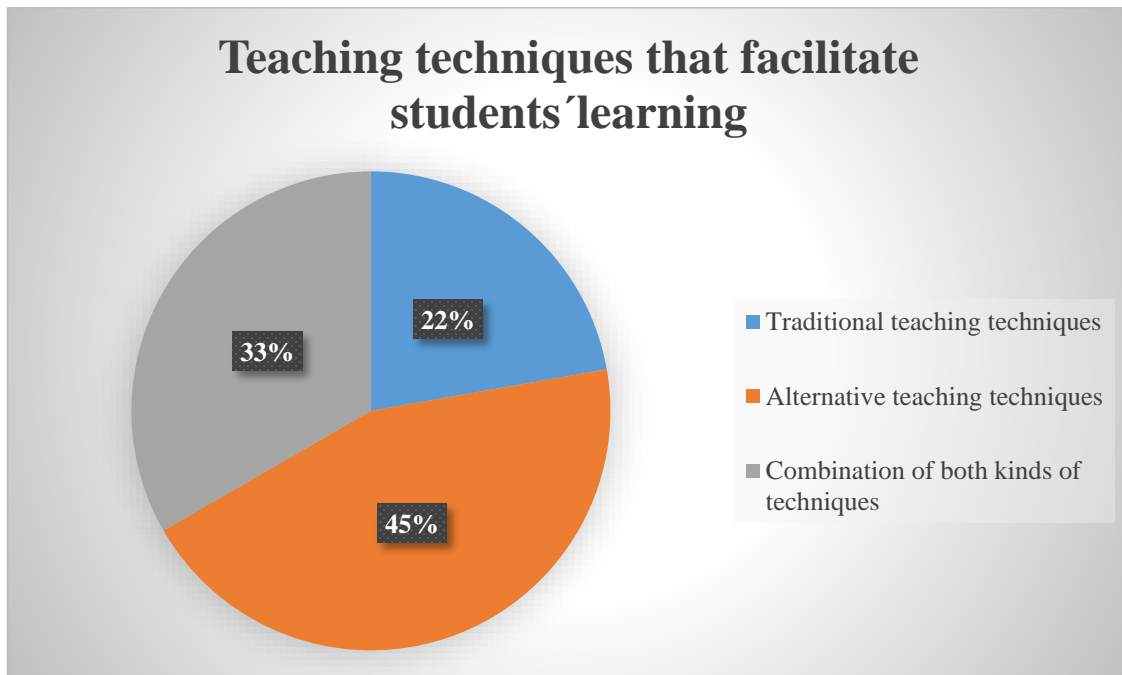 Teaching techniques that facilitate
students´learning
22%
33%
45%
Traditional teaching techniques
Alternative teaching techniques
Combination of both kinds of
techniques